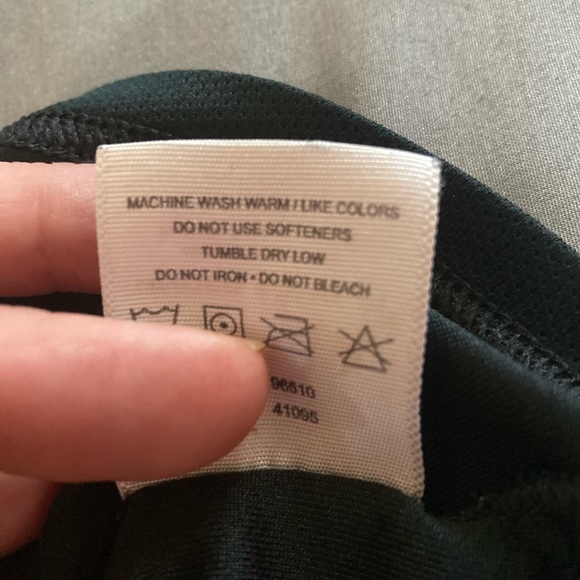 MACHINE WASH WARM / LIKE COLORS
DO NOT USE SOFTENERS
TUMBLE DRY LOW
DO NOT IRON • DO NOT BLEACH
96510
41095